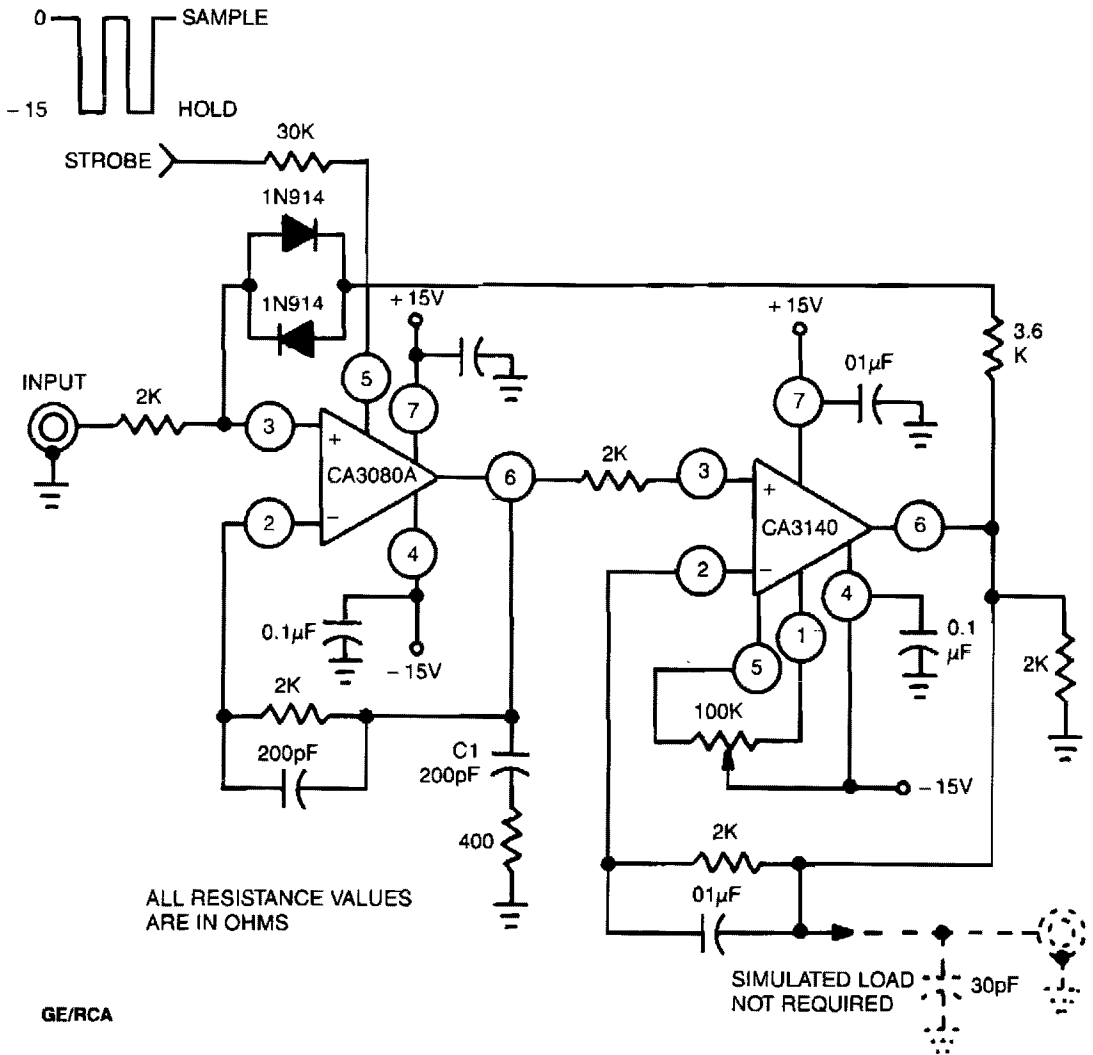 0
SAMPLE
– 15
HOLD
STROBE
30K
1N914
1N914
+ 15V
+ 15V
3.6
K
01µF
INPUT
2K
5
7
7
3
+
CA3080A
2K
3
+
6
CA3140
6
2
–
4
2
–
4
0.1µF
– 15V
1
0.1
µF
5
2K
2K
200pF
C1
200pF
100K
– 15V
400
2K
01µF
ALL RESISTANCE VALUES
ARE IN OHMS
SIMULATED LOAD
NOT REQUIRED
30pF
GE/RCA